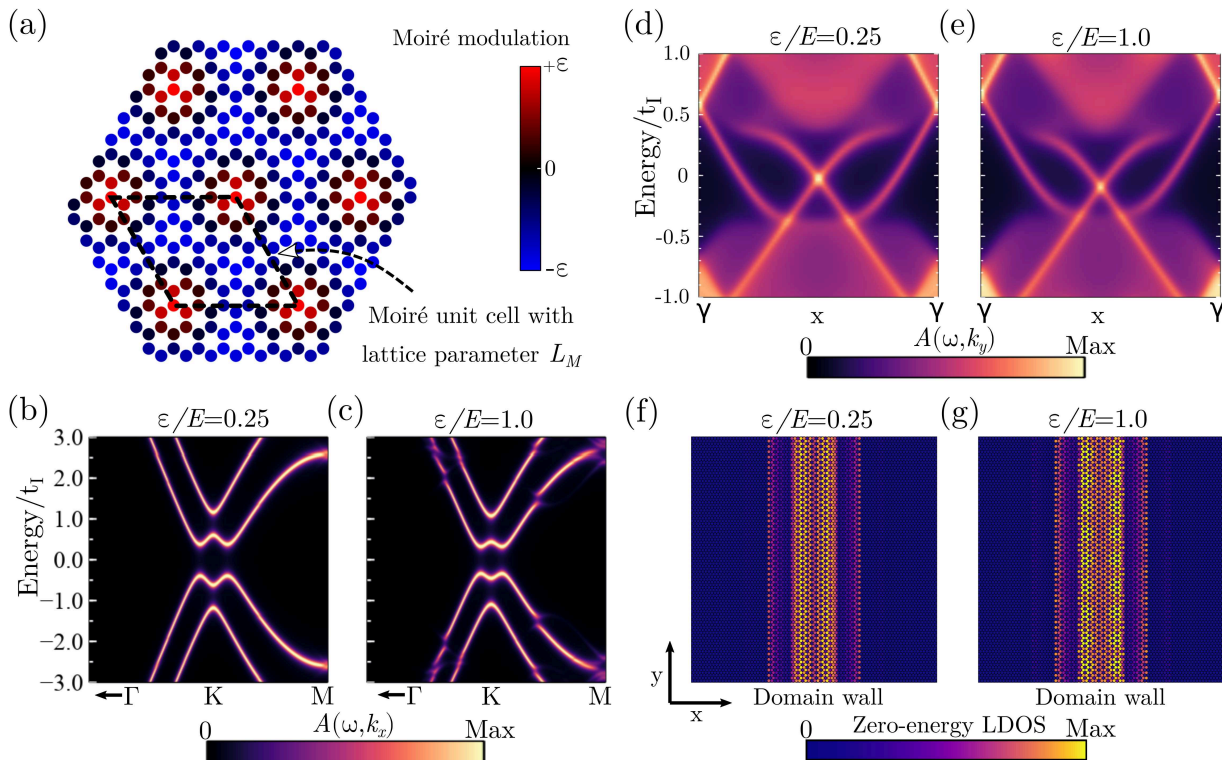 (a)
Moiré modulation
+ε
0
-ε
Moiré unit cell with
lattice parameter L_M
(b)
ε/E=0.25
Energy/t_I
3.0
2.0
1.0
0.0
−1.0
−2.0
−3.0
Γ
K
M
(c)
ε/E=1.0
Γ
K
M
0
A(ω,k_x)
Max
(d)
ε/E=0.25
Energy/t_I
1.0
0.5
0
-0.5
-1.0
γ
x
γ
(e)
ε/E=1.0
γ
x
γ
0
A(ω,k_y)
Max
(f)
ε/E=0.25
y
x
Domain wall
(g)
ε/E=1.0
Domain wall
0
Zero-energy LDOS
Max